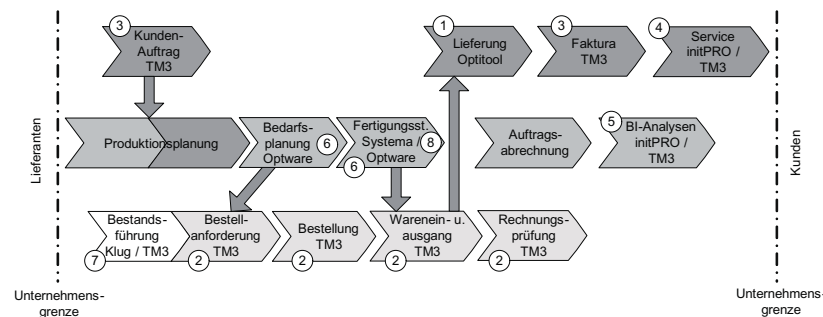 3
Kunden-
Auftrag
TM3
1
Lieferung
Optitool
3
Faktura
TM3
4
Service
initPRO /
TM3
Lieferanten
Produktionsplanung
Bedarfs-
planung
Optware
6
Fertigungsst.
Systema /
Optware
8
6
Auftrags-
abrechnung
5
BI-Analysen
initPRO /
TM3
Kunden
Bestands-
führung
Klug / TM3
7
Bestell-
anforderung
TM3
2
Bestellung
TM3
2
Warenein- u.
ausgang
TM3
2
Rechnungs-
prüfung
TM3
2
Unternehmens-
grenze
Unternehmens-
grenze